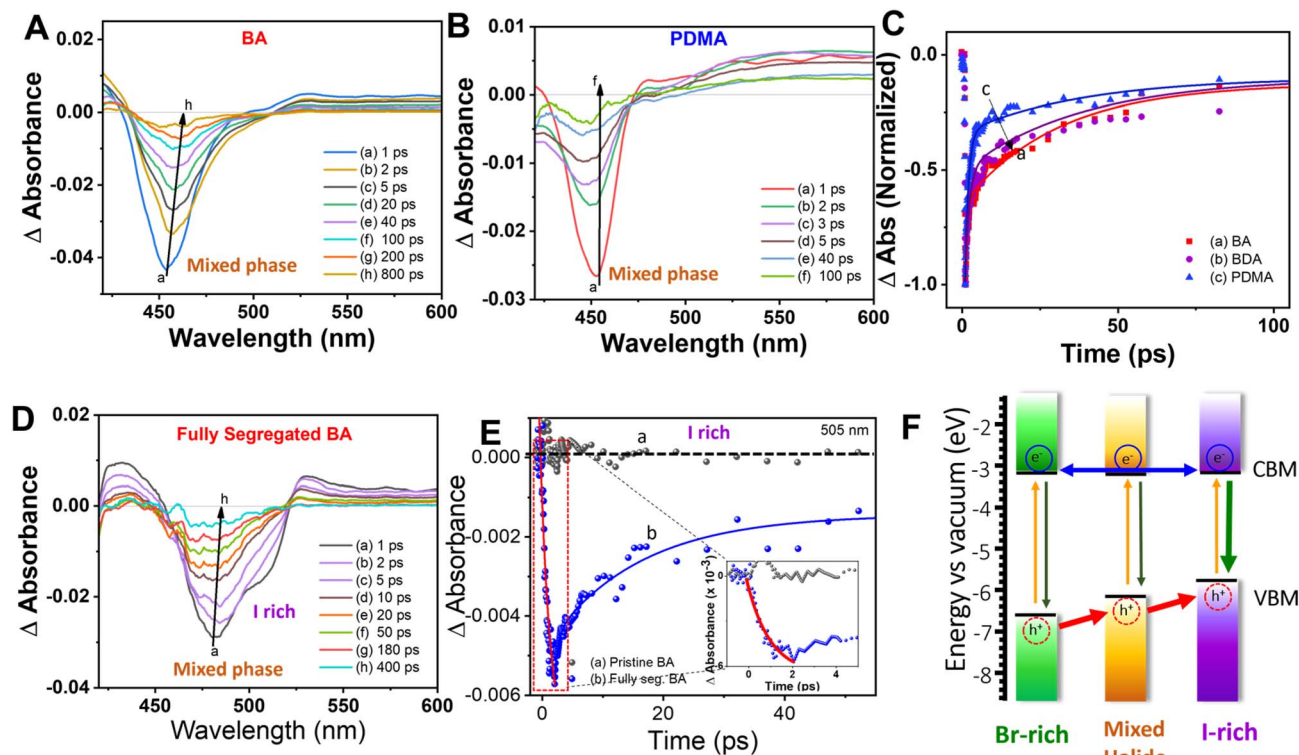 A
BA
0.02
0.00
-0.02
-0.04
Δ Absorbance
h
a
Mixed phase
(a) 1 ps
(b) 2 ps
(c) 5 ps
(d) 20 ps
(e) 40 ps
(f) 100 ps
(g) 200 ps
(h) 800 ps
450 500 550 600
Wavelength (nm)
B
PDMA
0.01
0.00
-0.01
-0.02
-0.03
Δ Absorbance
f
a
Mixed phase
(a) 1 ps
(b) 2 ps
(c) 3 ps
(d) 5 ps
(e) 40 ps
(f) 100 ps
450 500 550 600
Wavelength (nm)
C
0.0
-0.5
-1.0
Δ Abs (Normalized)
c
a
(a) BA
(b) BDA
(c) PDMA
0 50 100
Time (ps)
D
Fully Segregated BA
0.02
0.00
-0.02
-0.04
Δ Absorbance
h
a
I rich
Mixed phase
(a) 1 ps
(b) 2 ps
(c) 5 ps
(d) 10 ps
(e) 20 ps
(f) 50 ps
(g) 180 ps
(h) 400 ps
450 500 550 600
Wavelength (nm)
E
a
I rich
505 nm
0.000
-0.002
-0.004
-0.006
Δ Absorbance
b
(a) Pristine BA
(b) Fully seg. BA
Δ Absorbance (x 10-3)
0
-6
0 2 4
Time (ps)
0 20 40
Time (ps)
F
Energy vs vacuum (eV)
-2
-3
-4
-5
-6
-7
-8
e-
e-
e-
CBM
h+
h+
h+
VBM
Br-rich
Mixed
I-rich